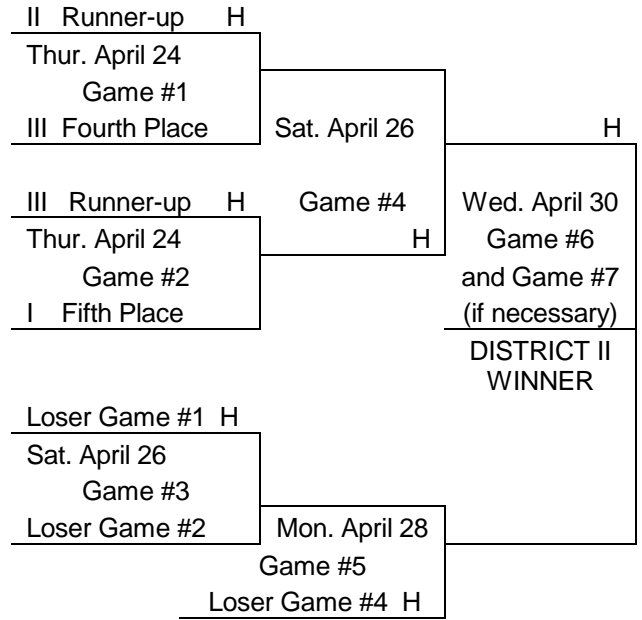 II Runner-up H
Thur. April 24
Game #1
III Fourth Place
Sat. April 26
H
III Runner-up H
Game #4
Wed. April 30
Thur. April 24
H
Game #6
Game #2
and Game #7
I Fifth Place
(if necessary)
DISTRICT II
WINNER
Loser Game #1 H
Sat. April 26
Game #3
Loser Game #2
Mon. April 28
Game #5
Loser Game #4 H